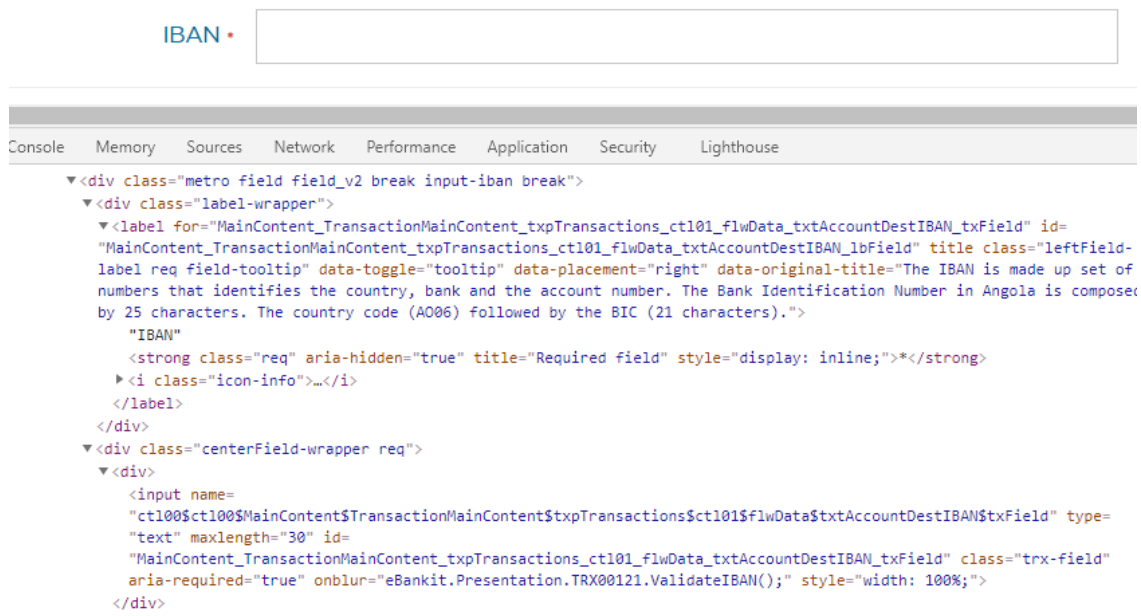 IBAN •
Console Memory Sources Network Performance Application Security Lighthouse
▼<div class="metro field field_v2 break input-iban break">
▼<div class="label-wrapper">
▼<label for="MainContent_TransactionMainContent_txpTransactions_ctl01_flwData_txtAccountDestIBAN_txField" id=
"MainContent_TransactionMainContent_txpTransactions_ctl01_flwData_txtAccountDestIBAN_lbField" title class="leftField-
label req field-tooltip" data-toggle="tooltip" data-placement="right" data-original-title="The IBAN is made up set of
numbers that identifies the country, bank and the account number. The Bank Identification Number in Angola is composed
by 25 characters. The country code (AO06) followed by the BIC (21 characters).">
"IBAN"
<strong class="req" aria-hidden="true" title="Required field" style="display: inline;">*</strong>
▶<i class="icon-info">…</i>
</label>
</div>
▼<div class="centerField-wrapper req">
▼<div>
<input name=
"ctl00$ctl00$MainContent$TransactionMainContent$txpTransactions$ctl01$flwData$txtAccountDestIBAN$txField" type=
"text" maxlength="30" id=
"MainContent_TransactionMainContent_txpTransactions_ctl01_flwData_txtAccountDestIBAN_txField" class="trx-field"
aria-required="true" onblur="eBankit.Presentation.TRX00121.ValidateIBAN();" style="width: 100%;">
</div>